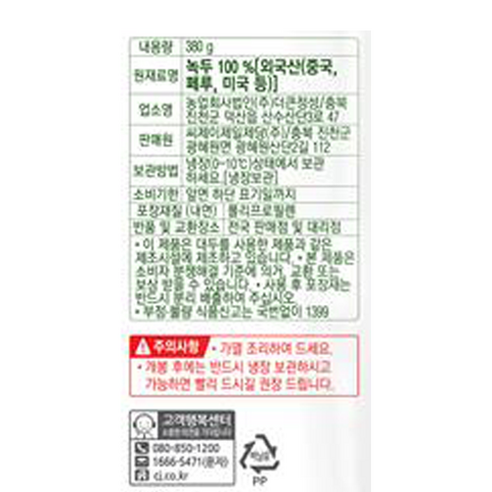 내용량 380 g
원재료명 녹두 100 %[외국산(중국,
페루, 미국 등)]
업소명 농업회사법인(주)더큰청성/충북
진천군 덕산읍 산수산단3로 47
판매원 씨제이제일제당(주)/충북 진천군
광혜원면 광혜원산단2길 112
보관방법 냉장(0~10℃)상태에서 보관
하세요.[냉장보관]
소비기한 앞면 하단 표기일까지
포장재질 (내면) 폴리프로필렌
반품 및 교환장소 전국 판매점 및 대리점
• 이 제품은 대두를 사용한 제품과 같은
제조시설에서 제조하고 있습니다. • 본 제품은
소비자 분쟁해결 기준에 의거, 교환 또는
보상 받을 수 있습니다. • 사용 후 포장재는
반드시 분리 배출하여 주십시오.
• 부정·불량 식품신고는 국번없이 1399
주의사항 • 가열 조리하여 드세요.
• 개봉 후에는 반드시 냉장 보관하시고
가능하면 빨리 드시길 권장 드립니다.
고객행복센터
080-850-1200
1666-5471(문자)
cj.co.kr
비닐류
PP